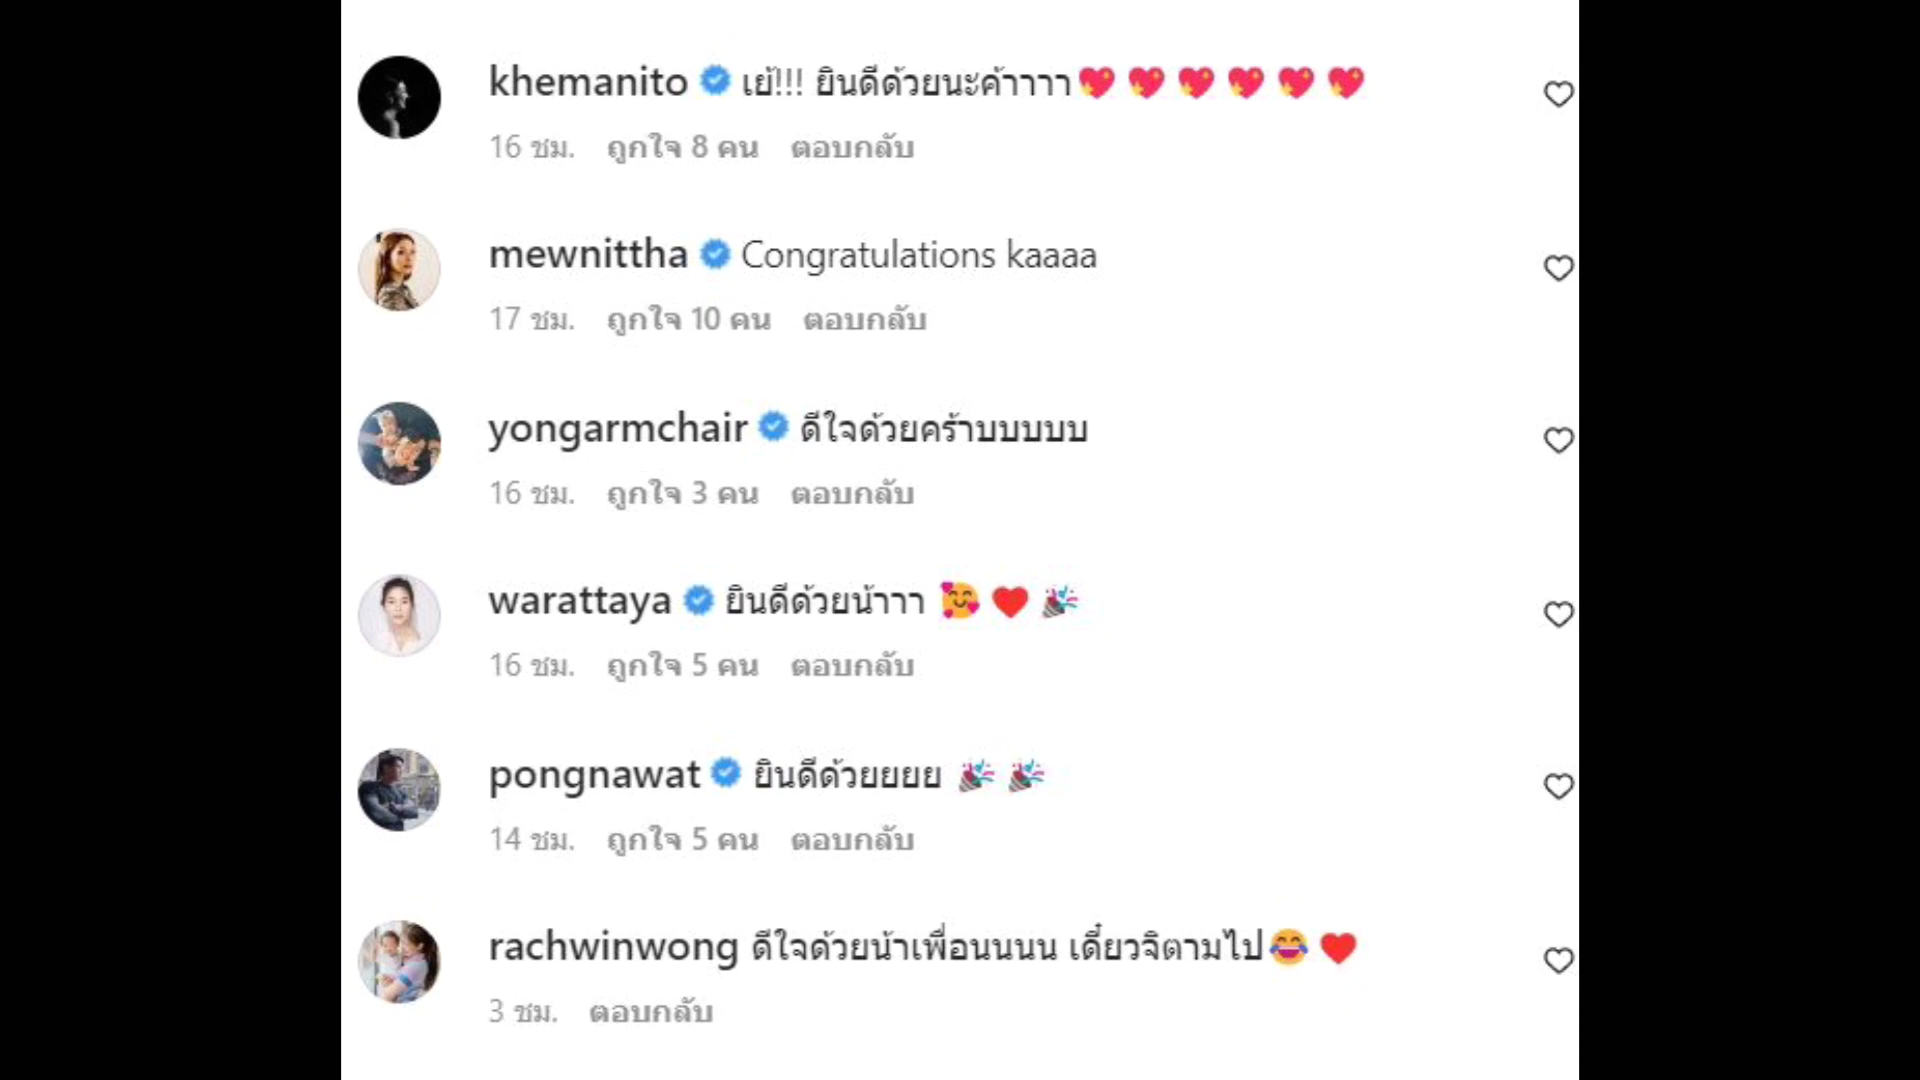 khemanito เย้!!! ยินดีด้วยนะค้าาาา💖💖💖💖💖💖
16 ชม. ถูกใจ 8 คน ตอบกลับ
mewnittha Congratulations kaaaa
17 ชม. ถูกใจ 10 คน ตอบกลับ
yongarmchair ดีใจด้วยคร้าบบบบบ
16 ชม. ถูกใจ 3 คน ตอบกลับ
warattaya ยินดีด้วยน้าาา 🥰❤️🎉
16 ชม. ถูกใจ 5 คน ตอบกลับ
pongnawat ยินดีด้วยยยย 🎉🎉
14 ชม. ถูกใจ 5 คน ตอบกลับ
rachwinwong ดีใจด้วยน้าเพื่อนนนน เดี๋ยวจิตามไป😂❤️
3 ชม. ตอบกลับ